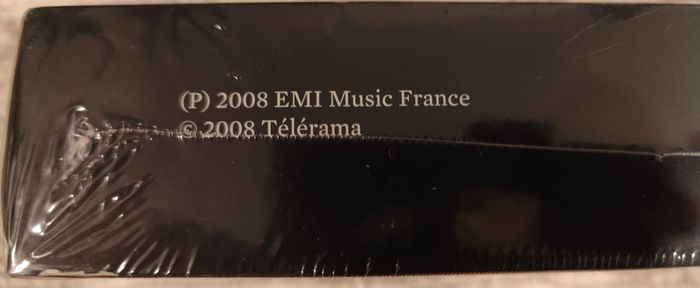 (P) 2008 EMI Music France
© 2008 Télérama